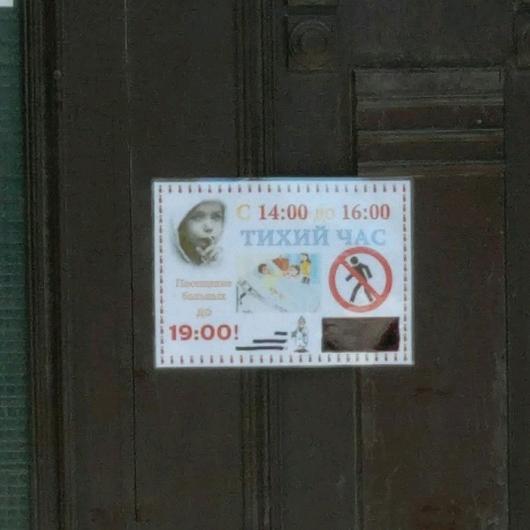 С 14:00 до 16:00
ТИХИЙ ЧАС
Посещение
больных
до
19:00!